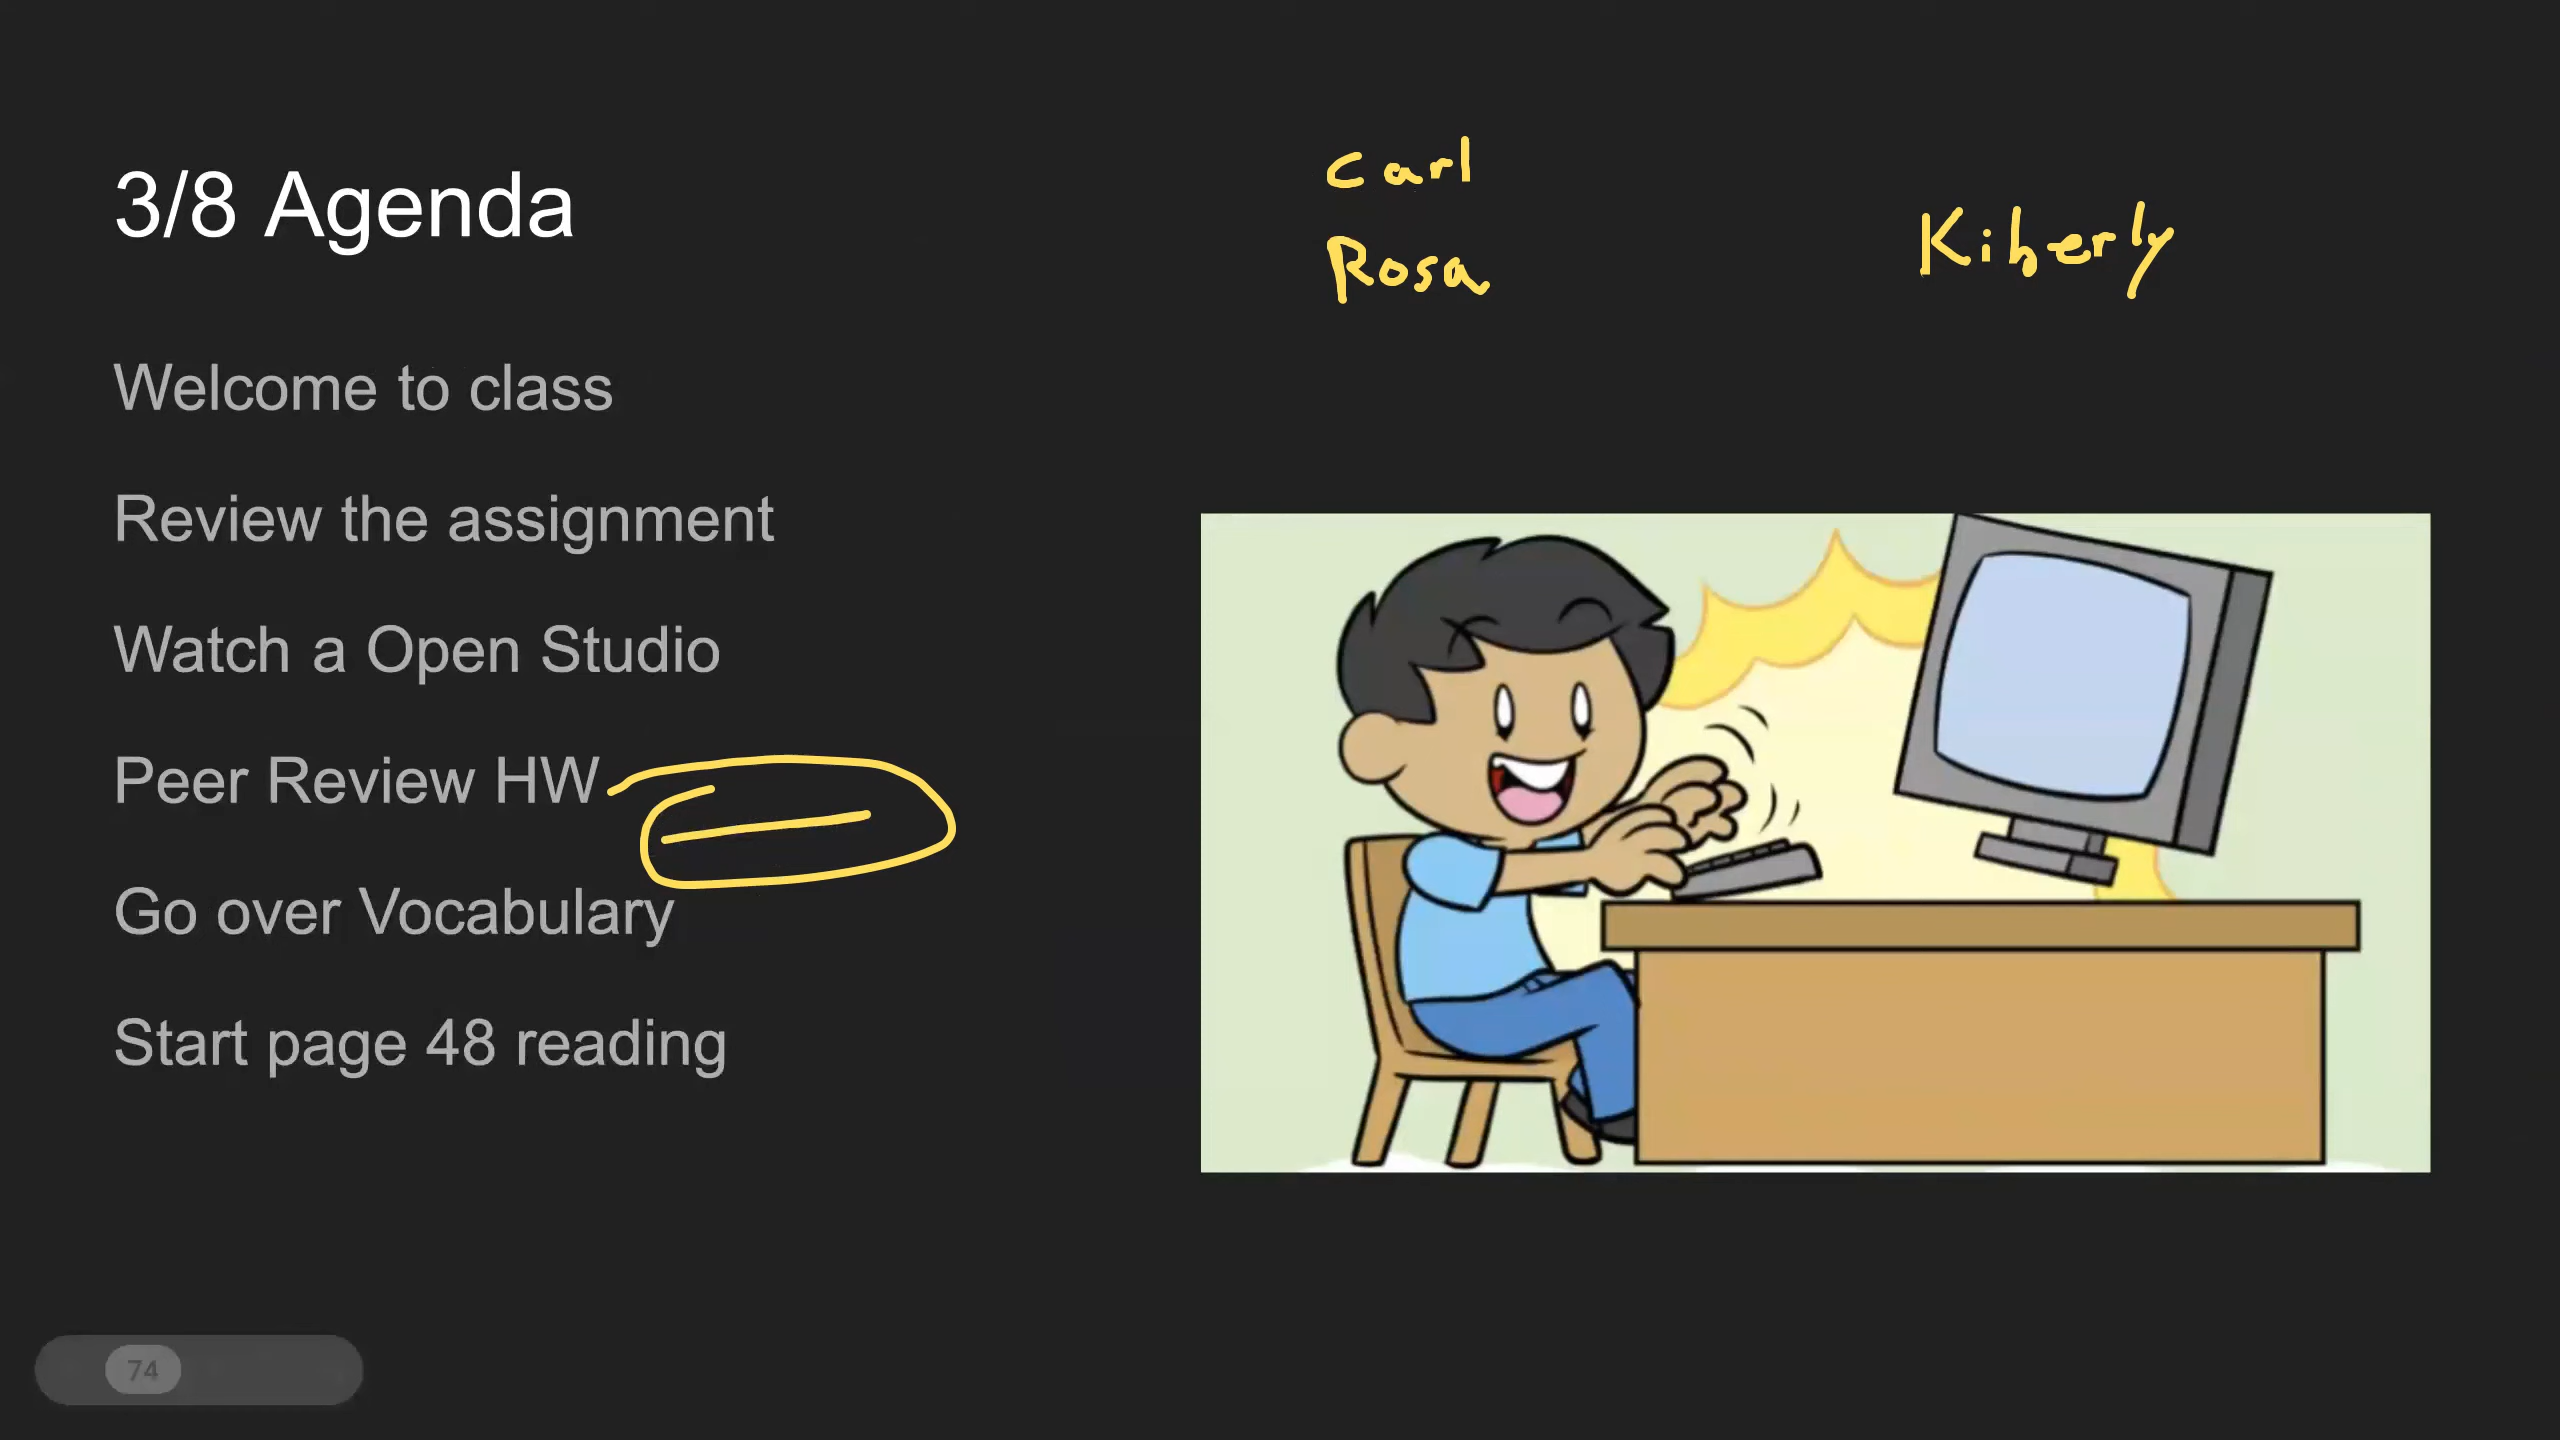 3/8 Agenda
Carl
Rosa
Kiberly
Welcome to class
Review the assignment
Watch a Open Studio
Peer Review HW
Go over Vocabulary
Start page 48 reading
74